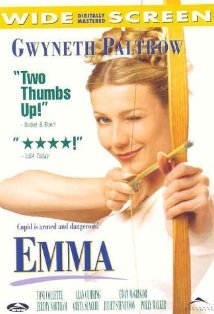 WIDE DIGITALLY MASTERED SCREEN
GWYNETH PALTROW
"TWO
THUMBS
UP!"
- Siskel & Ebert
"★★★★!"
- USA Today
Cupid is armed and dangerous!
EMMA
TONI COLLETTE ALAN CUMMING EWAN McGREGOR
JEREMY NORTHAM GRETA SCACCHI JULIET STEVENSON POLLY WALKER